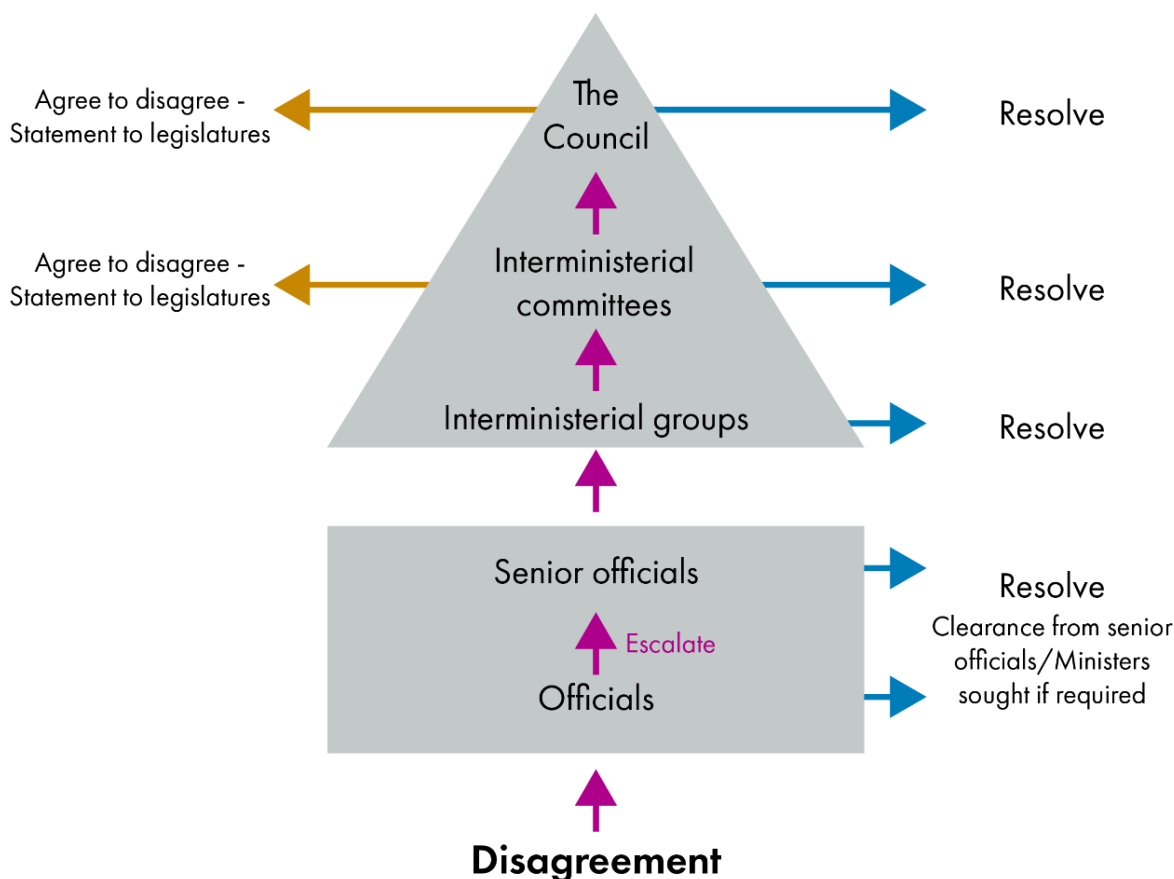 Agree to disagree -
Statement to legislatures
The
Council
Resolve
Agree to disagree -
Statement to legislatures
Interministerial
committees
Resolve
Interministerial groups
Resolve
Senior officials
Resolve
Escalate
Clearance from senior
officials/Ministers
sought if required
Officials
Disagreement